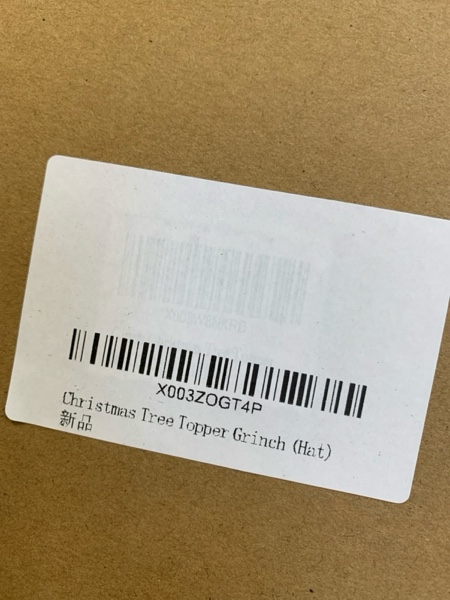 X003ZOGT4P
Christmas Tree Topper Grinch (Hat)
新品